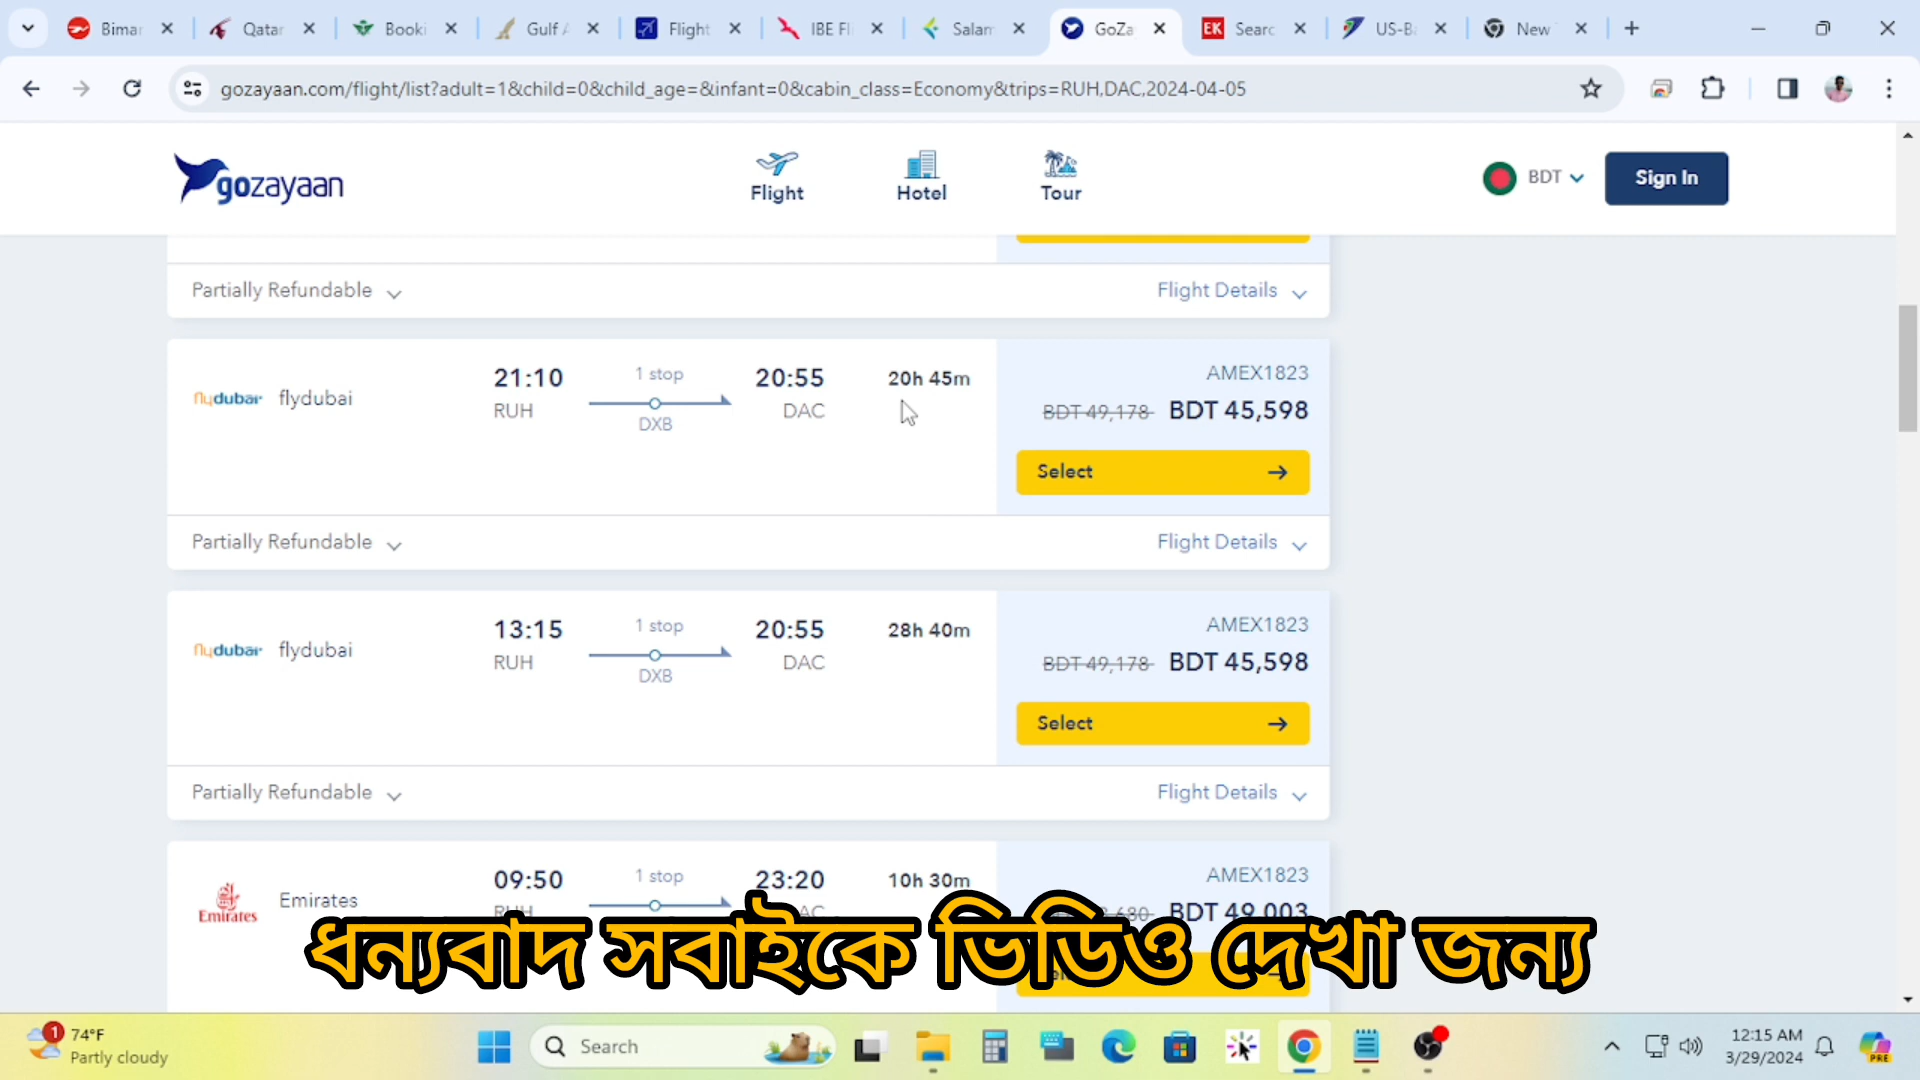 Bimar
Qatar
Booki
Gulf A
Flight
IBE Fl
Salam
GoZa
EK Searc
US-Ba
New
gozayaan.com/flight/list?adult=1&child=0&child_age=&infant=0&cabin_class=Economy&trips=RUH,DAC,2024-04-05
gozayaan
Flight
Hotel
Tour
BDT
Sign In
Partially Refundable
Flight Details
flydubai flydubai
21:10 1 stop 20:55 20h 45m
RUH DXB DAC
AMEX1823
BDT 49,178 BDT 45,598
Select
Partially Refundable
Flight Details
flydubai flydubai
13:15 1 stop 20:55 28h 40m
RUH DXB DAC
AMEX1823
BDT 49,178 BDT 45,598
Select
Partially Refundable
Flight Details
Emirates Emirates
09:50 1 stop 23:20 10h 30m
RUH
AMEX1823
BDT 49,003
ধন্যবাদ সবাইকে ভিডিও দেখা জন্য
1
74°F
Partly cloudy
Search
12:15 AM
3/29/2024
PRE